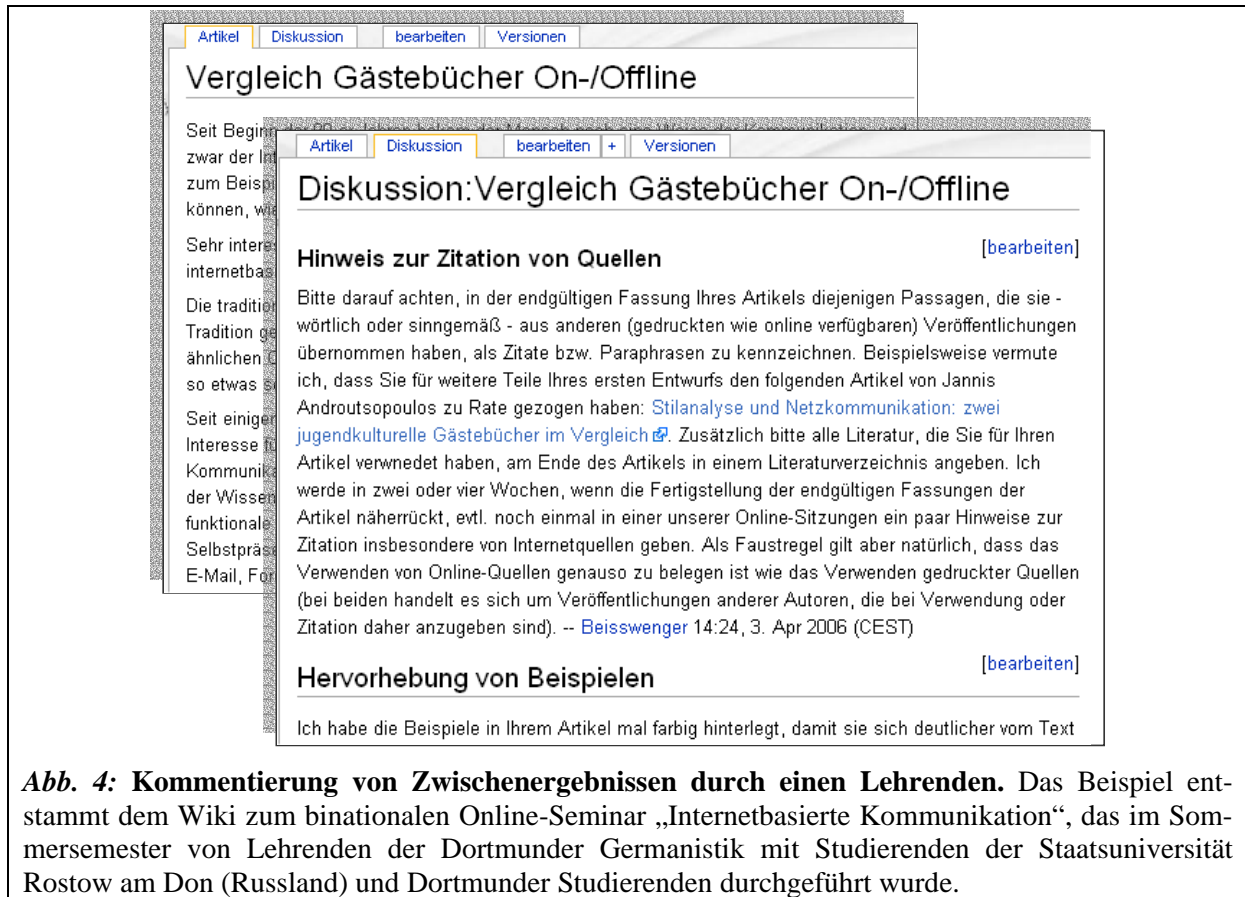 Artikel Diskussion bearbeiten Versionen
Vergleich Gästebücher On-/Offline
Seit Beginn
zwar der
zum
können,
Sehr
internetbas
Die
Tradition
ähnlichen
so etwas
Seit
Interesse
Kommunik
der
funktionale
Selbstpräs
E-Mail,
Artikel Diskussion bearbeiten + Versionen
Diskussion:Vergleich Gästebücher On-/Offline
Hinweis zur Zitation von Quellen [bearbeiten]
Bitte darauf achten, in der endgültigen Fassung Ihres Artikels diejenigen Passagen, die sie -
wörtlich oder sinngemäß - aus anderen (gedruckten wie online verfügbaren) Veröffentlichungen
übernommen haben, als Zitate bzw. Paraphrasen zu kennzeichnen. Beispielsweise vermute
ich, dass Sie für weitere Teile Ihres ersten Entwurfs den folgenden Artikel von Jannis
Androutsopoulos zu Rate gezogen haben: Stilanalyse und Netzkommunikation: zwei
jugendkulturelle Gästebücher im Vergleich. Zusätzlich bitte alle Literatur, die Sie für Ihren
Artikel verwnedet haben, am Ende des Artikels in einem Literaturverzeichnis angeben. Ich
werde in zwei oder vier Wochen, wenn die Fertigstellung der endgültigen Fassungen der
Artikel näherrückt, evtl. noch einmal in einer unserer Online-Sitzungen ein paar Hinweise zur
Zitation insbesondere von Internetquellen geben. Als Faustregel gilt aber natürlich, dass das
Verwenden von Online-Quellen genauso zu belegen ist wie das Verwenden gedruckter Quellen
(bei beiden handelt es sich um Veröffentlichungen anderer Autoren, die bei Verwendung oder
Zitation daher anzugeben sind). -- Beisswenger 14:24, 3. Apr 2006 (CEST)
Hervorhebung von Beispielen [bearbeiten]
Ich habe die Beispiele in Ihrem Artikel mal farbig hinterlegt, damit sie sich deutlicher vom Text
Abb. 4: Kommentierung von Zwischenergebnissen durch einen Lehrenden. Das Beispiel ent-
stammt dem Wiki zum binationalen Online-Seminar „Internetbasierte Kommunikation“, das im Som-
mersemester von Lehrenden der Dortmunder Germanistik mit Studierenden der Staatsuniversität
Rostow am Don (Russland) und Dortmunder Studierenden durchgeführt wurde.